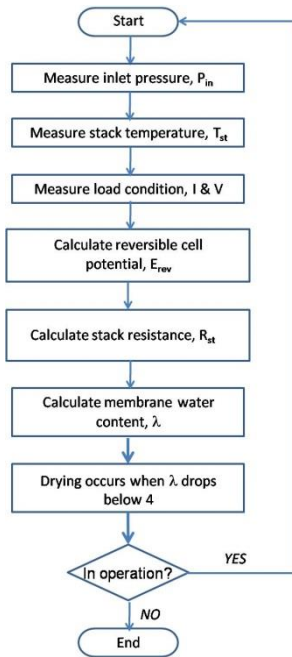 Start
Measure inlet pressure, Pin
Measure stack temperature, Tst
Measure load condition, I & V
Calculate reversible cell
potential, Erev
Calculate stack resistance, Rst
Calculate membrane water
content, λ
Drying occurs when λ drops
below 4
In operation?
YES
NO
End